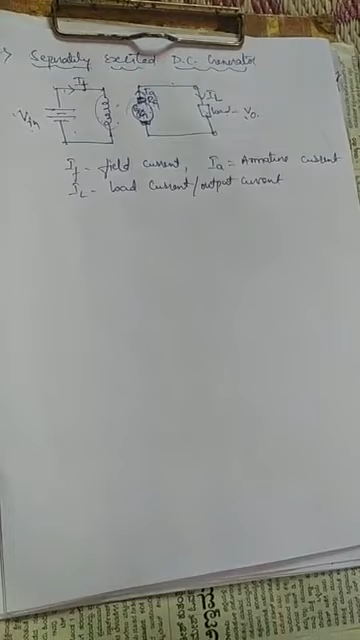 Separatly Excited D.C. Generator
If
Ia
IL
Vin
Load
Vo.
If - field current, Ia = Armature current
IL - Load current/output current